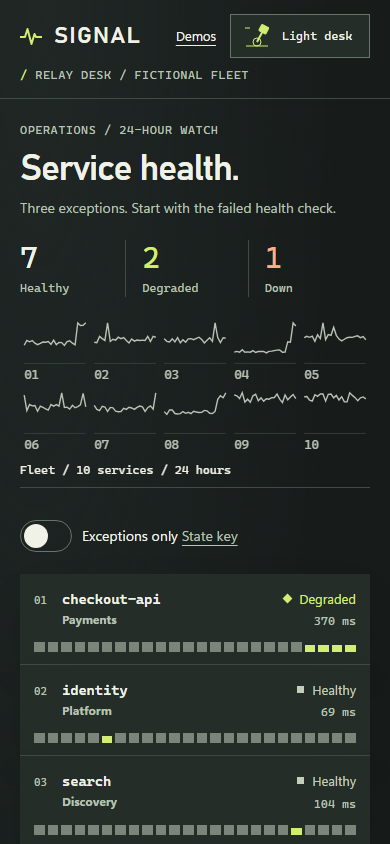 SIGNAL
Demos
Light desk
/ RELAY DESK / FICTIONAL FLEET
OPERATIONS / 24-HOUR WATCH
Service health.
Three exceptions. Start with the failed health check.
7
Healthy
2
Degraded
1
Down
01 02 03 04 05
06 07 08 09 10
Fleet / 10 services / 24 hours
Exceptions only State key
01 checkout-api Degraded
Payments 370 ms
02 identity Healthy
Platform 69 ms
03 search Healthy
Discovery 104 ms